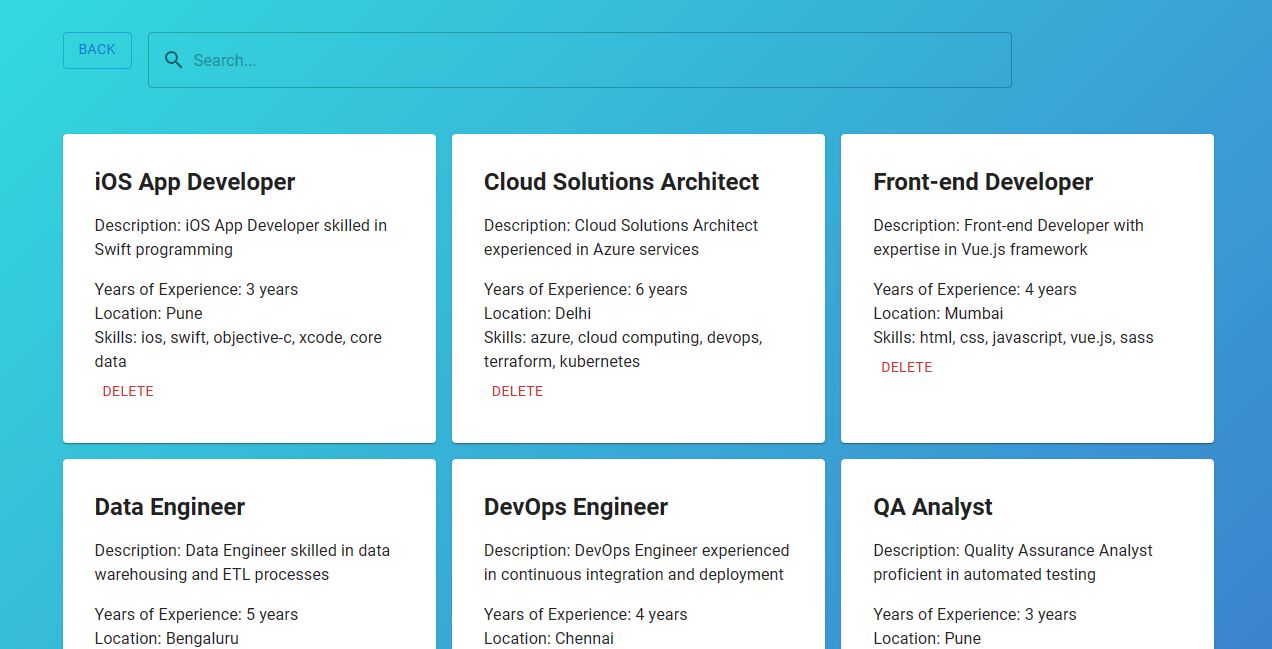 BACK
Search...
iOS App Developer
Description: iOS App Developer skilled in
Swift programming
Years of Experience: 3 years
Location: Pune
Skills: ios, swift, objective-c, xcode, core
data
DELETE
Cloud Solutions Architect
Description: Cloud Solutions Architect
experienced in Azure services
Years of Experience: 6 years
Location: Delhi
Skills: azure, cloud computing, devops,
terraform, kubernetes
DELETE
Front-end Developer
Description: Front-end Developer with
expertise in Vue.js framework
Years of Experience: 4 years
Location: Mumbai
Skills: html, css, javascript, vue.js, sass
DELETE
Data Engineer
Description: Data Engineer skilled in data
warehousing and ETL processes
Years of Experience: 5 years
Location: Bengaluru
DevOps Engineer
Description: DevOps Engineer experienced
in continuous integration and deployment
Years of Experience: 4 years
Location: Chennai
QA Analyst
Description: Quality Assurance Analyst
proficient in automated testing
Years of Experience: 3 years
Location: Pune